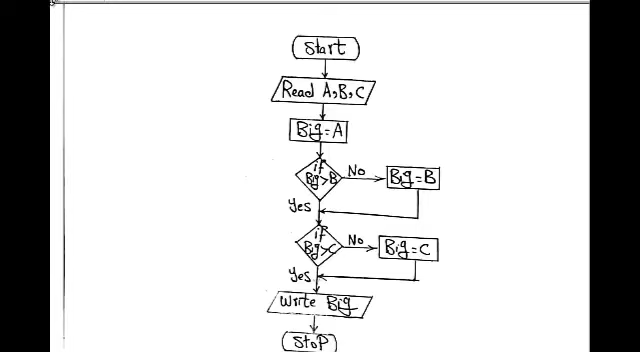 Start
Read A,B,C
Big=A
if
Big>B
No
Big=B
Yes
if
Big>C
No
Big=C
Yes
Write Big
Stop